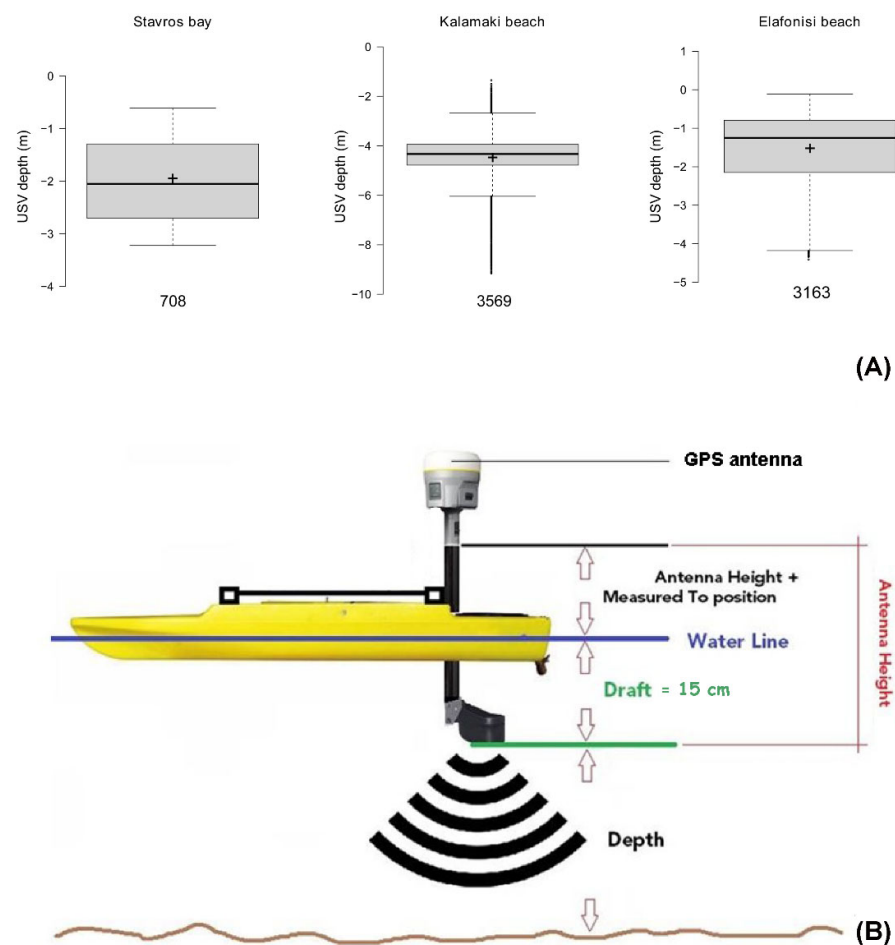 Stavros bay
Kalamaki beach
Elafonisi beach
USV depth (m)
0
−1
−2
−3
−4
708
USV depth (m)
0
−2
−4
−6
−8
−10
3569
USV depth (m)
1
0
−1
−2
−3
−4
−5
3163
(A)
GPS antenna
Antenna Height +
Measured To position
Water Line
Draft = 15 cm
Antenna Height
Depth
(B)